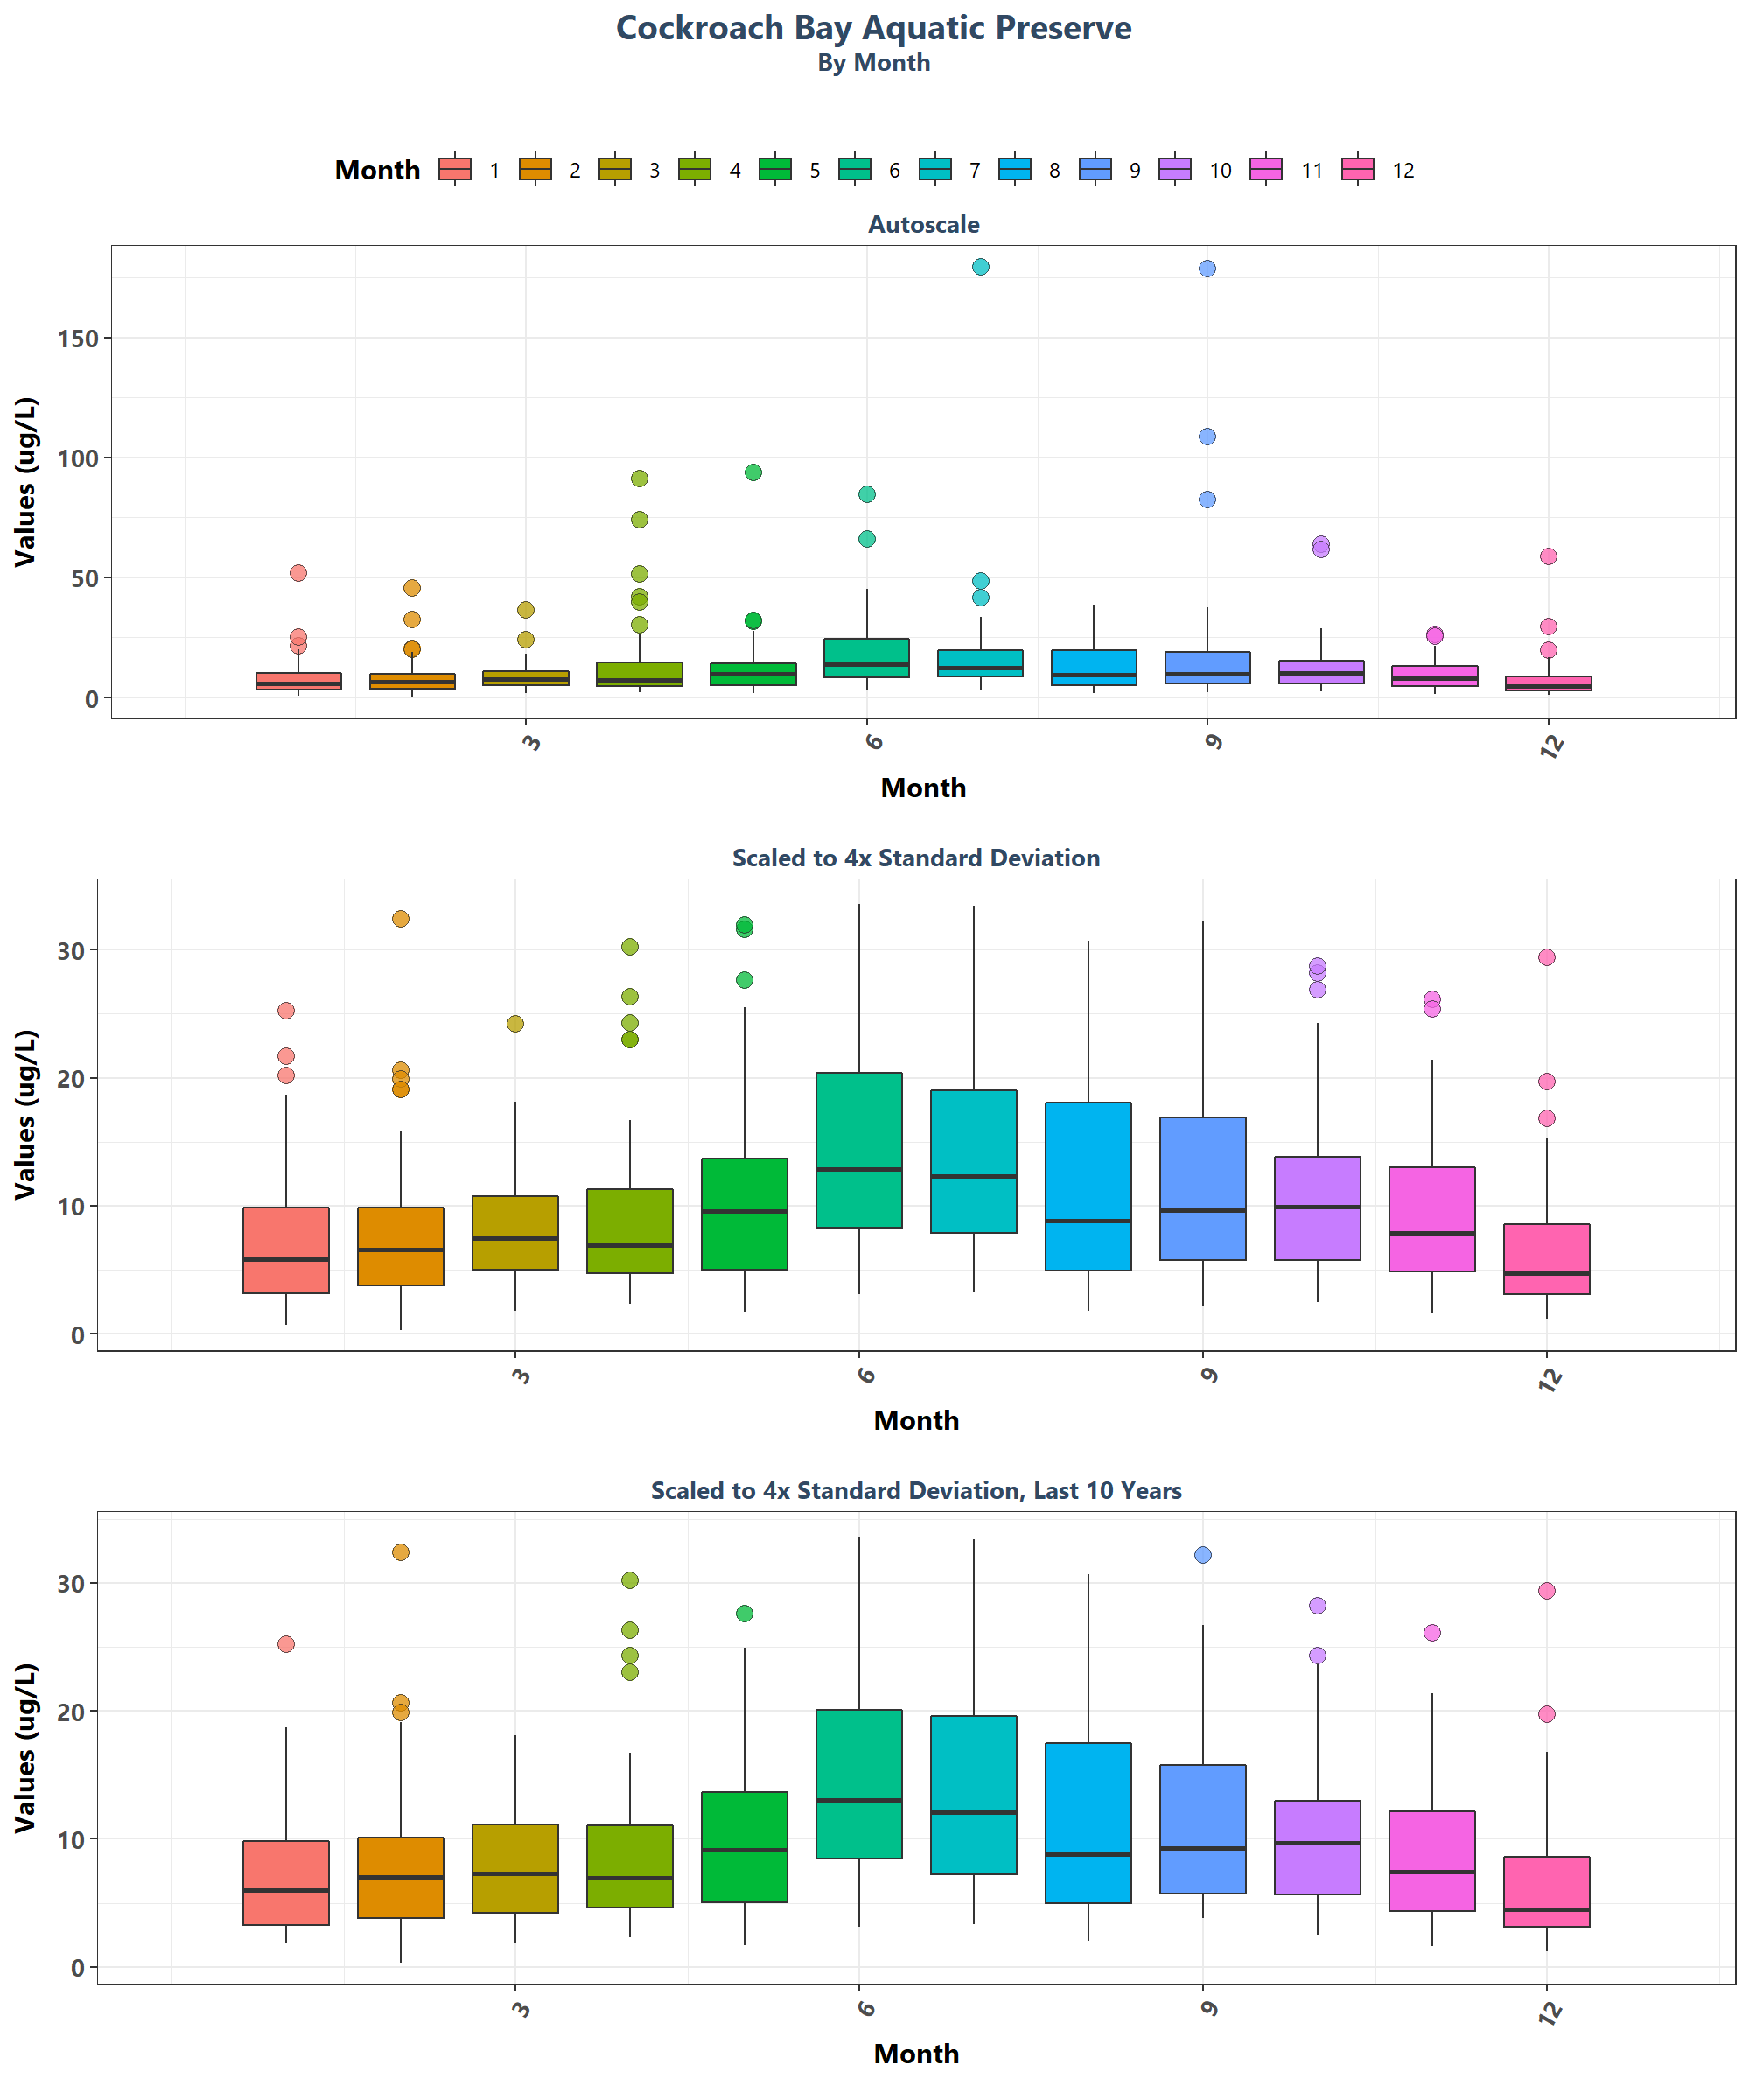 Cockroach Bay Aquatic Preserve
By Month
Month 1 2 3 4 5 6 7 8 9 10 11 12
Autoscale
Values (ug/L)
150
100
50
0
3 6 9 12
Month
Scaled to 4x Standard Deviation
Values (ug/L)
30
20
10
0
3 6 9 12
Month
Scaled to 4x Standard Deviation, Last 10 Years
Values (ug/L)
30
20
10
0
3 6 9 12
Month